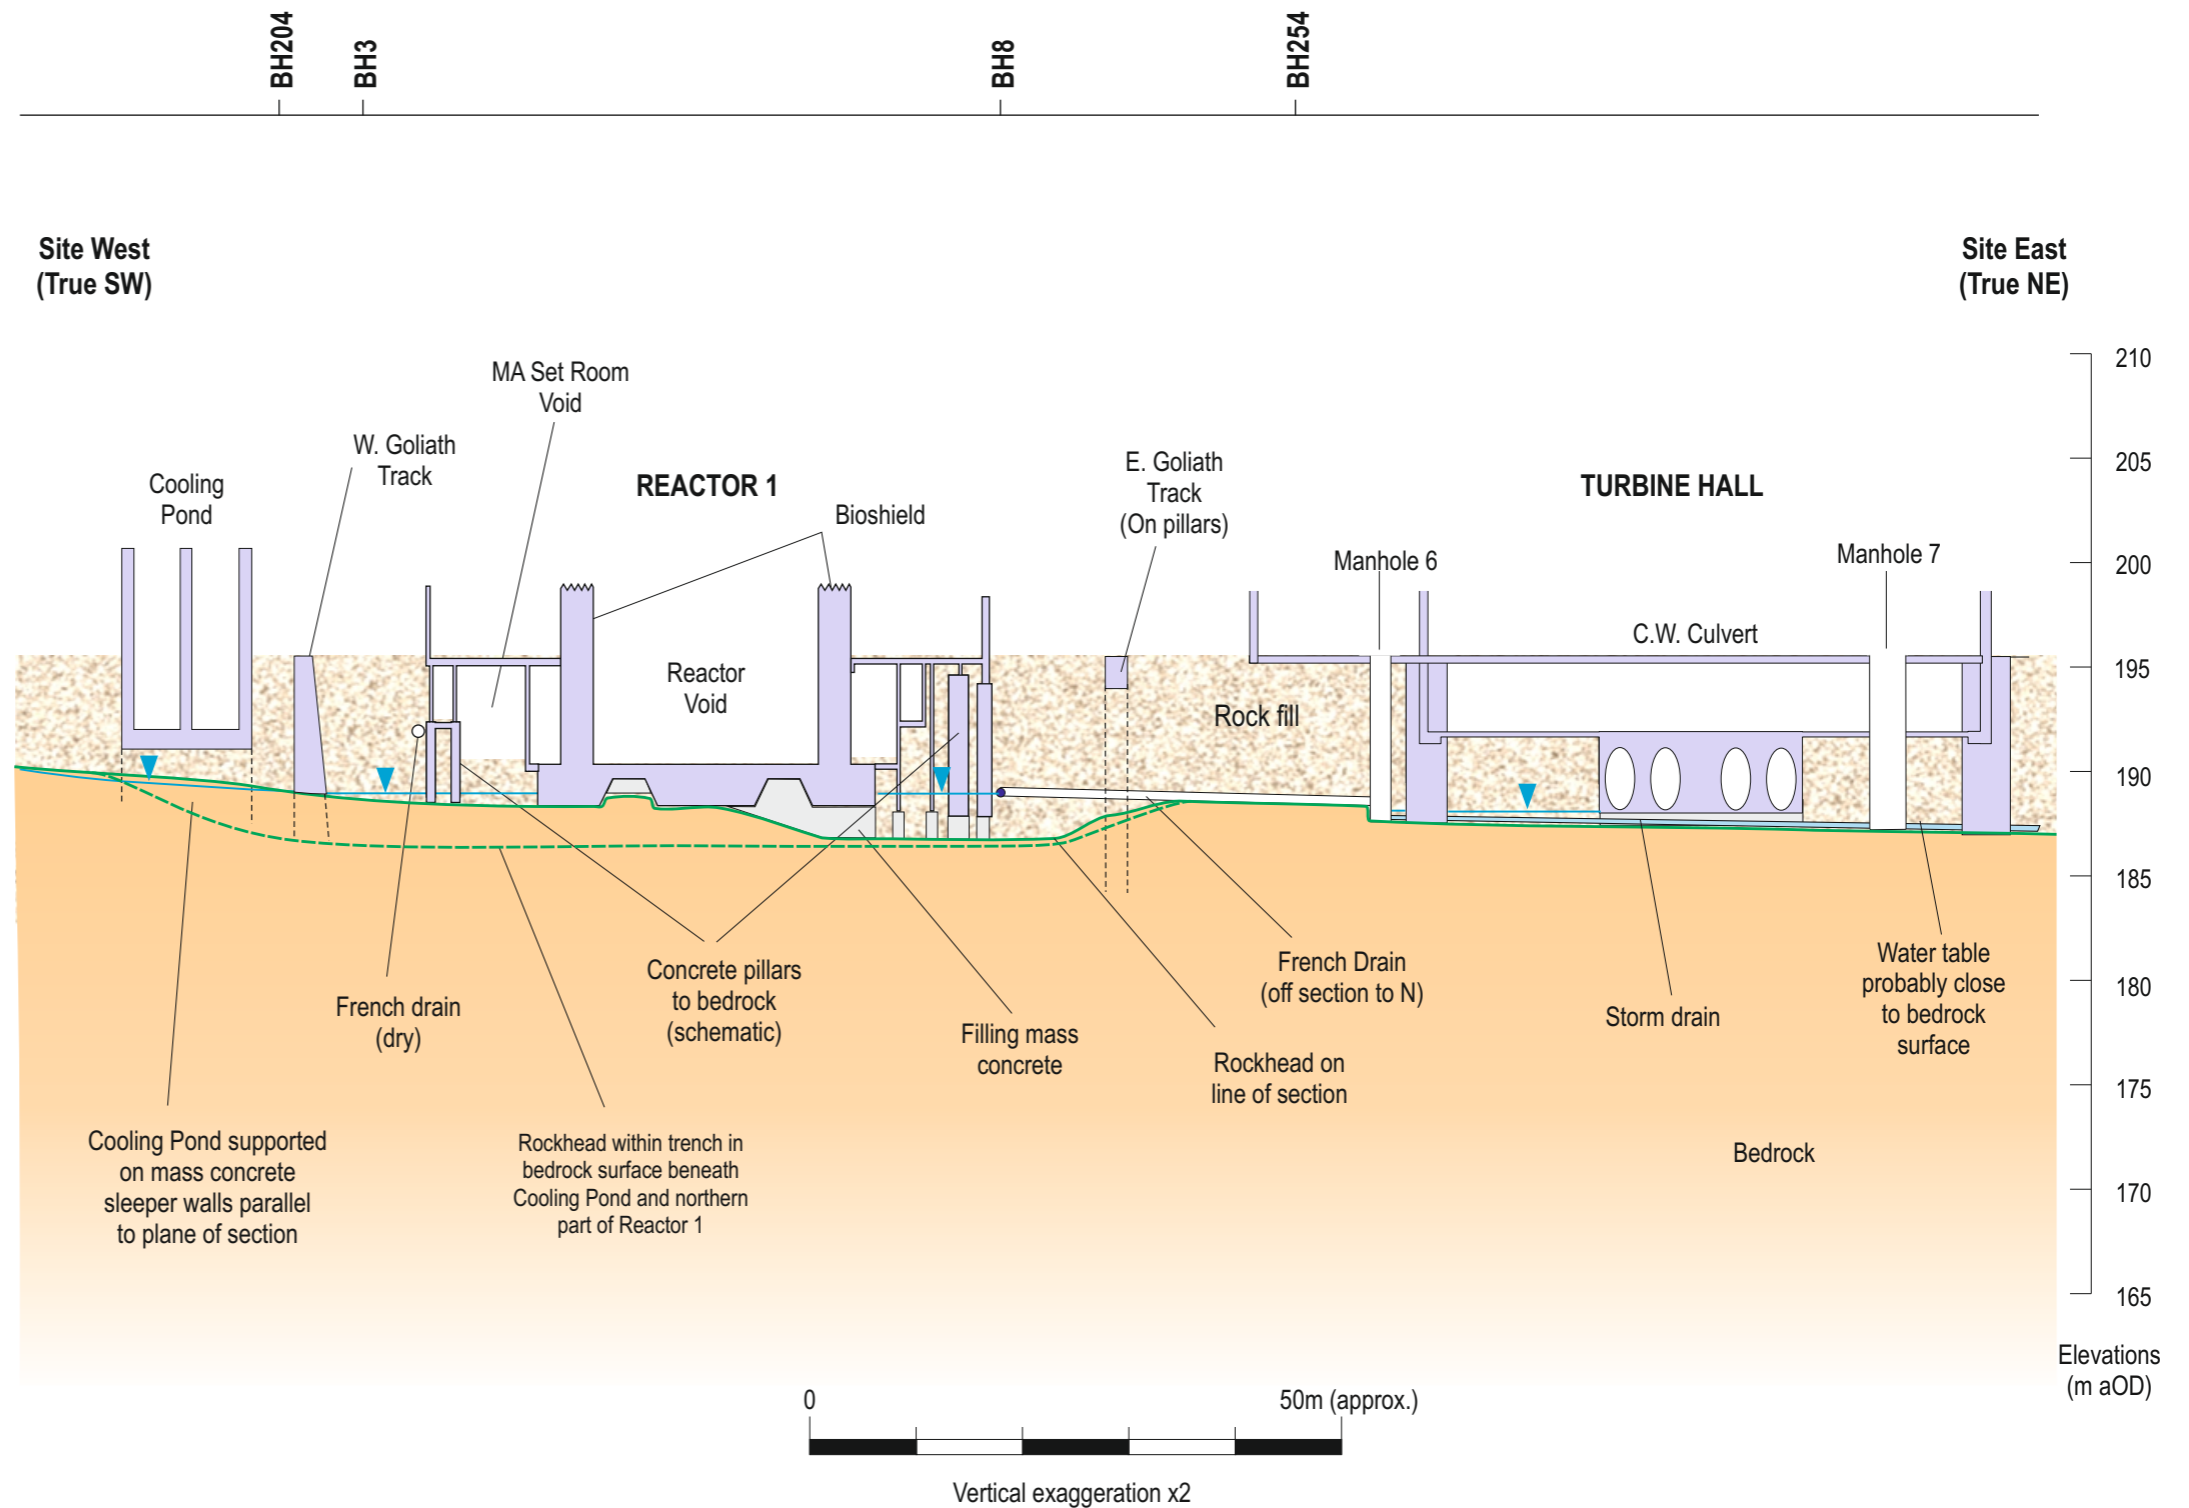 BH204
BH3
BH8
BH254
Site West
(True SW)
Site East
(True NE)
210
205
200
195
190
185
180
175
170
165
Elevations
(m aOD)
MA Set Room
Void
W. Goliath
Track
Cooling
Pond
REACTOR 1
Bioshield
E. Goliath
Track
(On pillars)
TURBINE HALL
Manhole 6
Manhole 7
C.W. Culvert
Reactor
Void
Rock fill
French drain
(dry)
Concrete pillars
to bedrock
(schematic)
Filling mass
concrete
French Drain
(off section to N)
Rockhead on
line of section
Storm drain
Water table
probably close
to bedrock
surface
Cooling Pond supported
on mass concrete
sleeper walls parallel
to plane of section
Rockhead within trench in
bedrock surface beneath
Cooling Pond and northern
part of Reactor 1
Bedrock
0
50m (approx.)
Vertical exaggeration x2